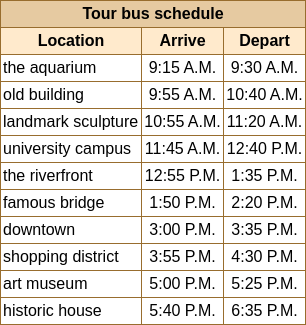 Tour bus schedule
Location Arrive Depart
the aquarium 9:15 A.M. 9:30 A.M.
old building 9:55 A.M. 10:40 A.M.
landmark sculpture 10:55 A.M. 11:20 A.M.
university campus 11:45 A.M. 12:40 P.M.
the riverfront 12:55 P.M. 1:35 P.M.
famous bridge 1:50 P.M. 2:20 P.M.
downtown 3:00 P.M. 3:35 P.M.
shopping district 3:55 P.M. 4:30 P.M.
art museum 5:00 P.M. 5:25 P.M.
historic house 5:40 P.M. 6:35 P.M.